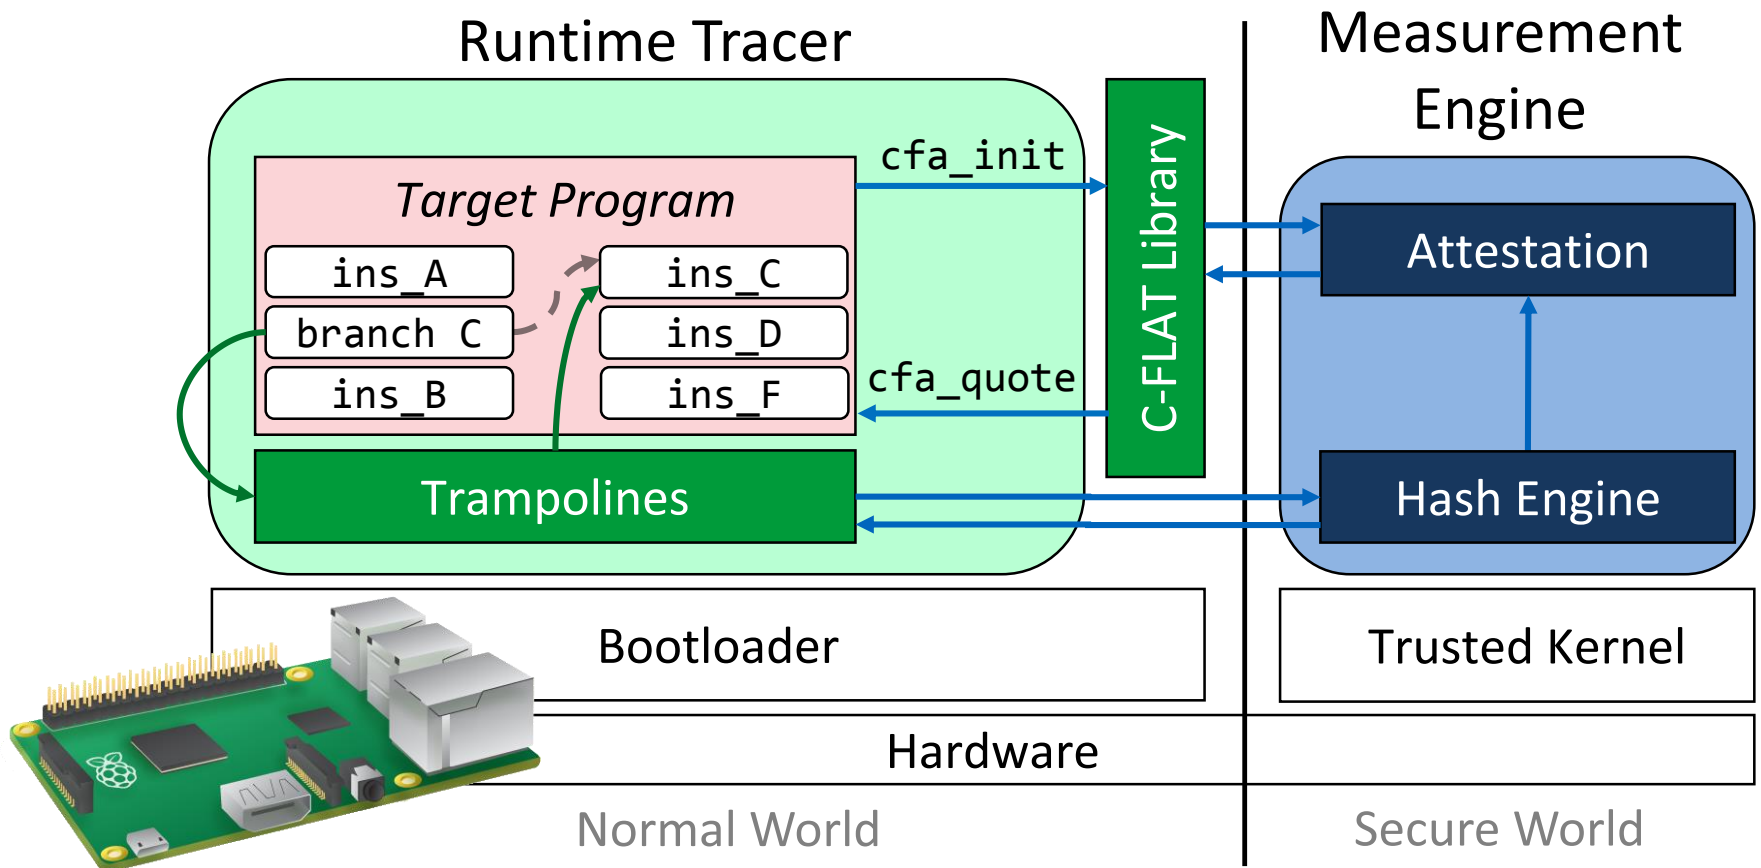 Runtime Tracer
Measurement
Engine
Target Program
ins_A
branch C
ins_B
ins_C
ins_D
ins_F
cfa_init
cfa_quote
C-FLAT Library
Attestation
Trampolines
Hash Engine
Bootloader
Trusted Kernel
Hardware
Normal World
Secure World